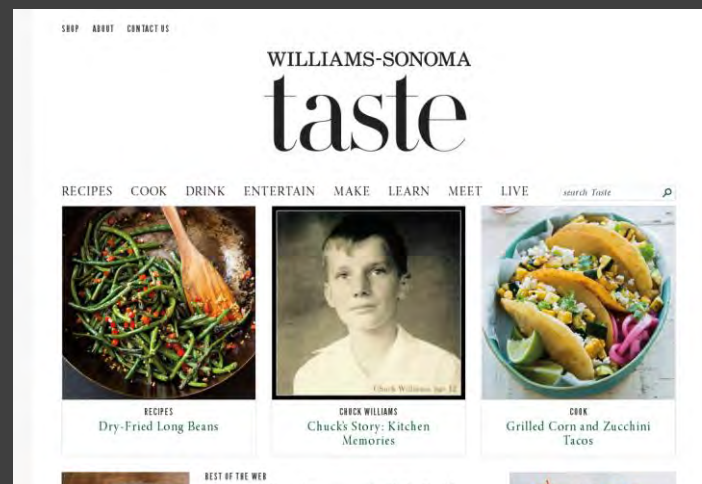 SHOP ABOUT CONTACT US
WILLIAMS-SONOMA
taste
RECIPES COOK DRINK ENTERTAIN MAKE LEARN MEET LIVE search Taste
Chuck Williams, age 12
RECIPES
Dry-Fried Long Beans
CHUCK WILLIAMS
Chuck's Story: Kitchen
Memories
COOK
Grilled Corn and Zucchini
Tacos
BEST OF THE WEB